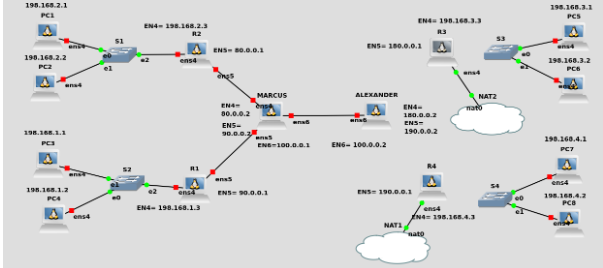 198.168.2.1
PC1
ens4
S1
e0
e1
e2
198.168.2.2
PC2
ens4
EN4= 198.168.2.3
R2
ens4
EN5= 80.0.0.1
ens5
MARCUS
ens4
EN4=
80.0.0.2
EN5=
90.0.0.2
ens5
EN6=100.0.0.1
ens6
ALEXANDER
ens6
EN6= 100.0.0.2
EN4=
180.0.0.2
EN5=
190.0.0.2
198.168.1.1
PC3
ens4
S2
e1
e0
e2
198.168.1.2
PC4
ens4
R1
ens4
ens5
EN4= 198.168.1.3
EN5= 90.0.0.1
EN4= 198.168.3.3
R3
EN5= 180.0.0.1
ens4
NAT2
nat0
S3
e0
e1
198.168.3.1
PC5
ens4
198.168.3.2
PC6
R4
EN5= 190.0.0.1
ens4
EN4= 198.168.4.3
NAT1
nat0
S4
e0
e1
198.168.4.1
PC7
ens4
198.168.4.2
PC8
ens4